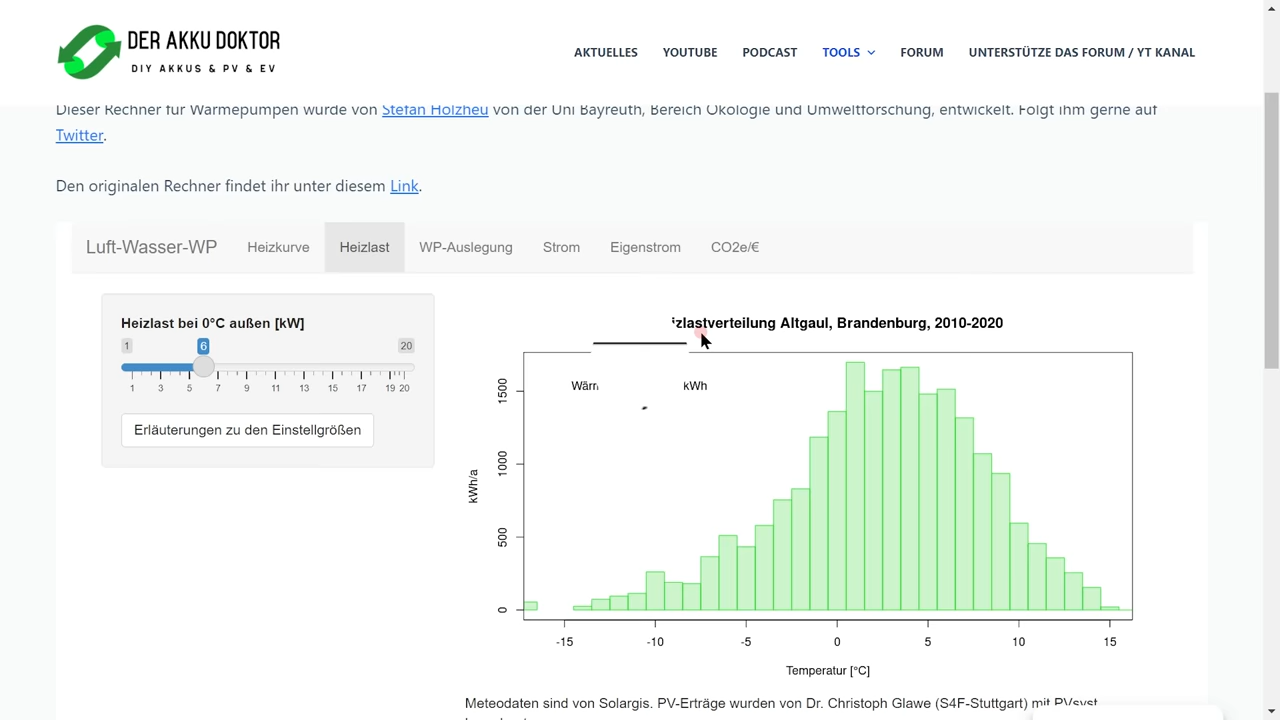 DER AKKU DOKTOR
DIY AKKUS & PV & EV
AKTUELLES YOUTUBE PODCAST TOOLS FORUM UNTERSTÜTZE DAS FORUM / YT KANAL
Dieser Rechner für Wärmepumpen wurde von Stefan Holzheu von der Uni Bayreuth, Bereich Ökologie und Umweltforschung, entwickelt. Folgt ihm gerne auf
Twitter.
Den originalen Rechner findet ihr unter diesem Link.
Luft-Wasser-WP Heizkurve Heizlast WP-Auslegung Strom Eigenstrom CO2e/€
Heizlast bei 0°C außen [kW]
1 6 20
1 3 5 7 9 11 13 15 17 19 20
Erläuterungen zu den Einstellgrößen
zlastverteilung Altgaul, Brandenburg, 2010-2020
kWh
1500
1000
500
0
kWh/a
-15 -10 -5 0 5 10 15
Temperatur [°C]
Meteodaten sind von Solargis. PV-Erträge wurden von Dr. Christoph Glawe (S4F-Stuttgart) mit PVsyst